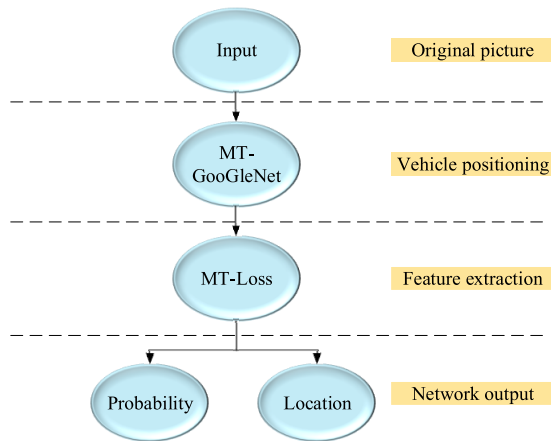 Input
Original picture
MT-
GooGleNet
Vehicle positioning
MT-Loss
Feature extraction
Probability
Location
Network output